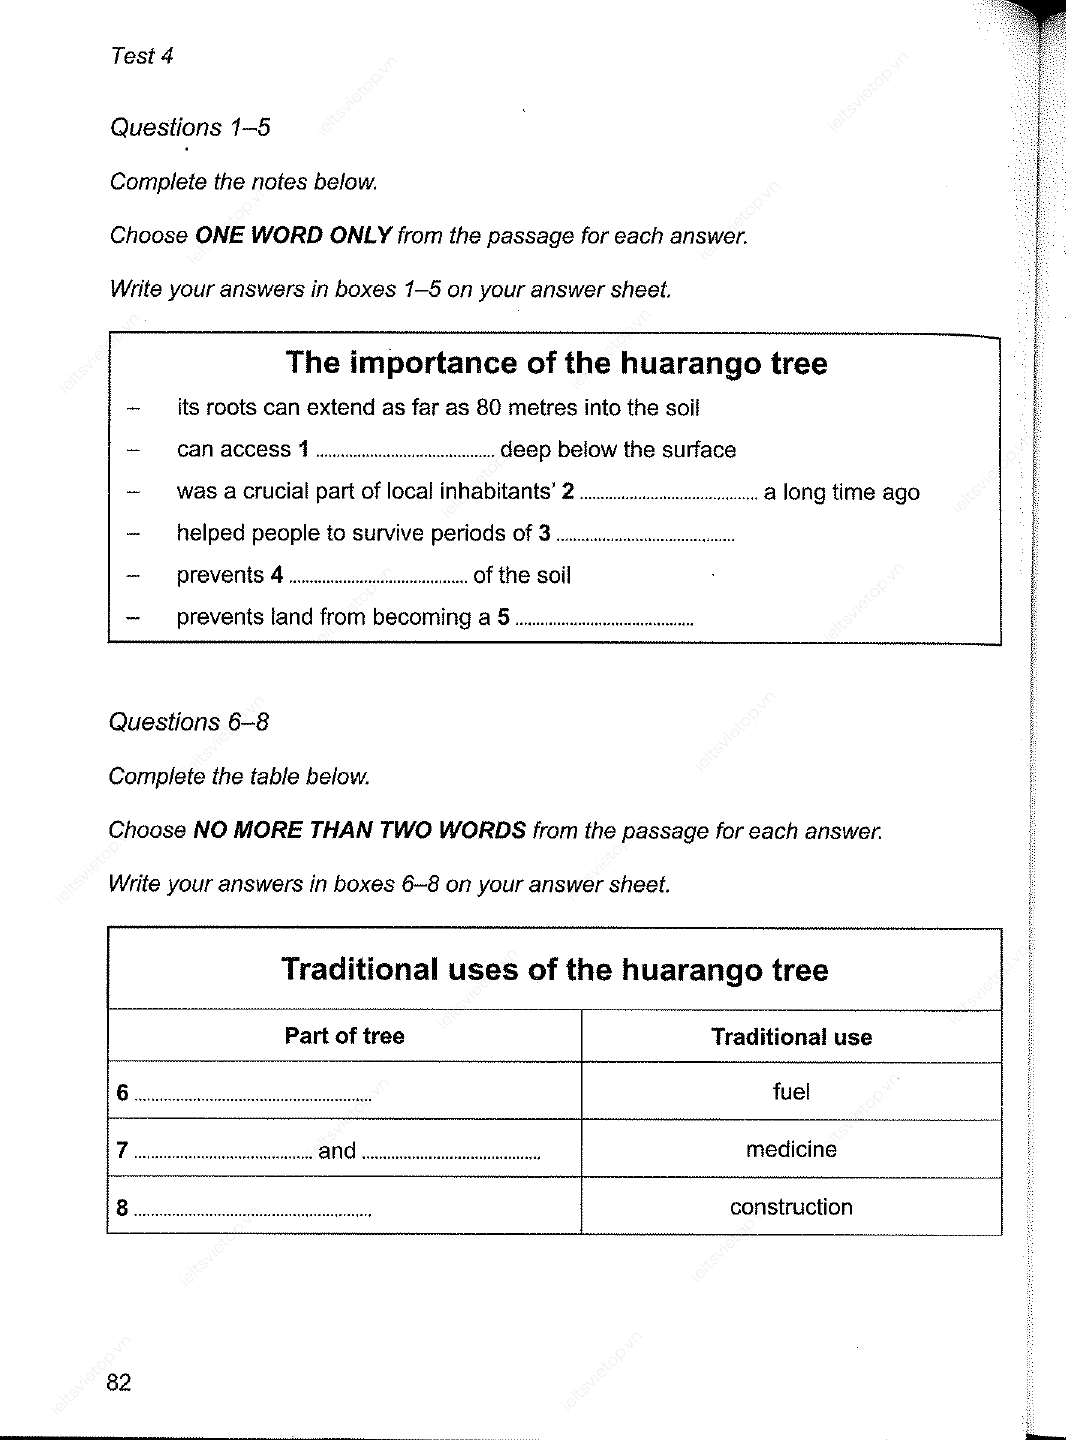 Test 4
Questions 1–5
Complete the notes below.
Choose ONE WORD ONLY from the passage for each answer.
Write your answers in boxes 1–5 on your answer sheet.
The importance of the huarango tree
– its roots can extend as far as 80 metres into the soil
– can access 1 ........................................ deep below the surface
– was a crucial part of local inhabitants' 2 ........................................ a long time ago
– helped people to survive periods of 3 ........................................
– prevents 4 ........................................ of the soil
– prevents land from becoming a 5 ........................................
Questions 6–8
Complete the table below.
Choose NO MORE THAN TWO WORDS from the passage for each answer.
Write your answers in boxes 6–8 on your answer sheet.
Traditional uses of the huarango tree
Part of tree Traditional use
6 ........................................ fuel
7 ........................................ and ........................................ medicine
8 ........................................ construction
82
ieltsvietop.vn